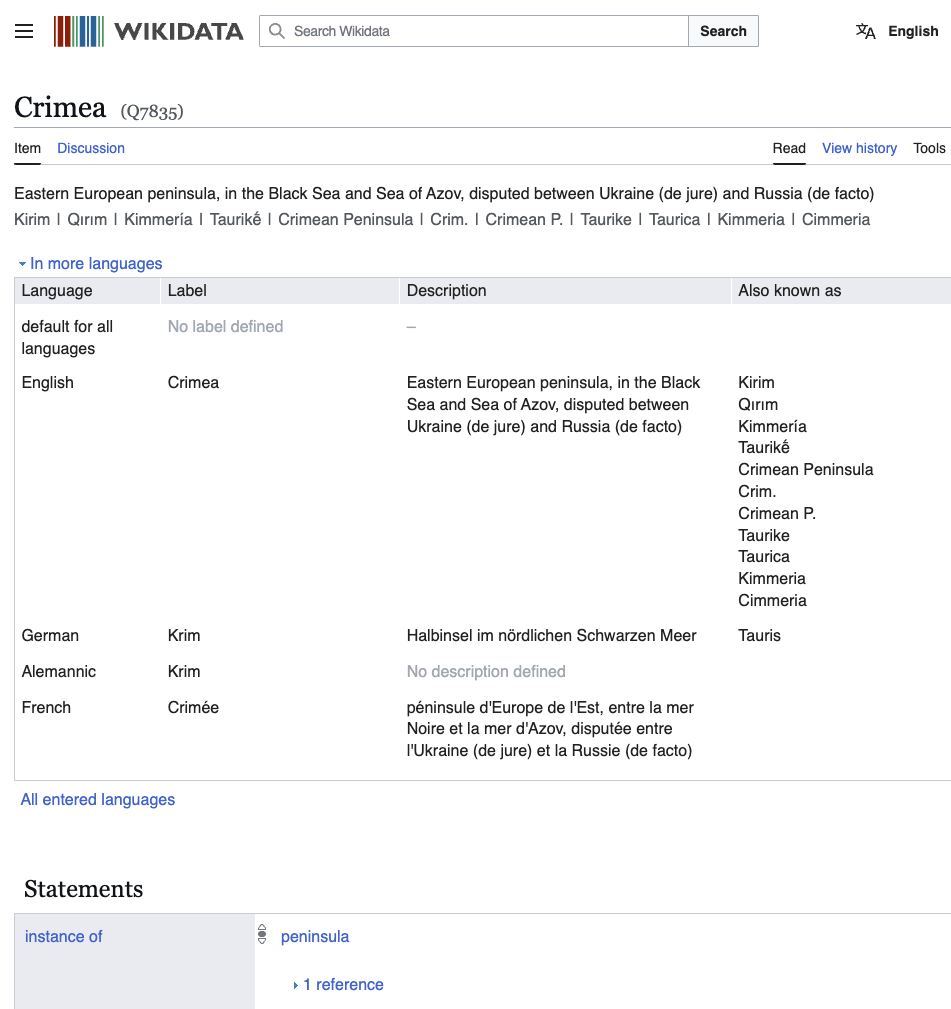 WIKIDATA
Search Wikidata
Search
English
Crimea (Q7835)
Item Discussion Read View history Tools
Eastern European peninsula, in the Black Sea and Sea of Azov, disputed between Ukraine (de jure) and Russia (de facto)
Kirim | Qırım | Kimmería | Taurikḗ | Crimean Peninsula | Crim. | Crimean P. | Taurike | Taurica | Kimmeria | Cimmeria
In more languages
Language Label Description Also known as
default for all No label defined –
languages
English Crimea Eastern European peninsula, in the Black Kirim
Sea and Sea of Azov, disputed between Qırım
Ukraine (de jure) and Russia (de facto) Kimmería
Taurikḗ
Crimean Peninsula
Crim.
Crimean P.
Taurike
Taurica
Kimmeria
Cimmeria
German Krim Halbinsel im nördlichen Schwarzen Meer Tauris
Alemannic Krim No description defined
French Crimée péninsule d'Europe de l'Est, entre la mer
Noire et la mer d'Azov, disputée entre
l'Ukraine (de jure) et la Russie (de facto)
All entered languages
Statements
instance of peninsula
1 reference